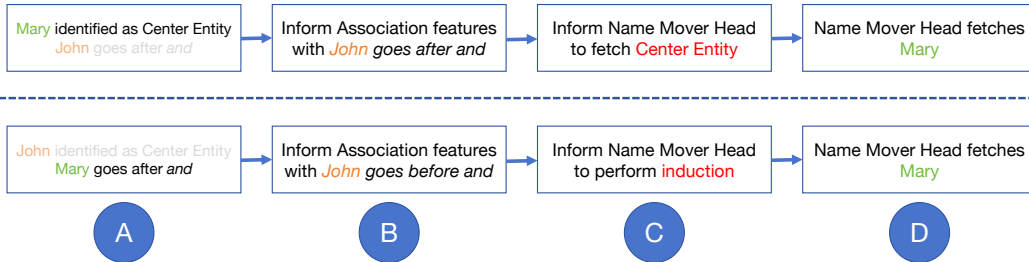 Mary identified as Center Entity
John goes after and
Inform Association features
with John goes after and
Inform Name Mover Head
to fetch Center Entity
Name Mover Head fetches
Mary
John identified as Center Entity
Mary goes after and
Inform Association features
with John goes before and
Inform Name Mover Head
to perform induction
Name Mover Head fetches
Mary
A
B
C
D